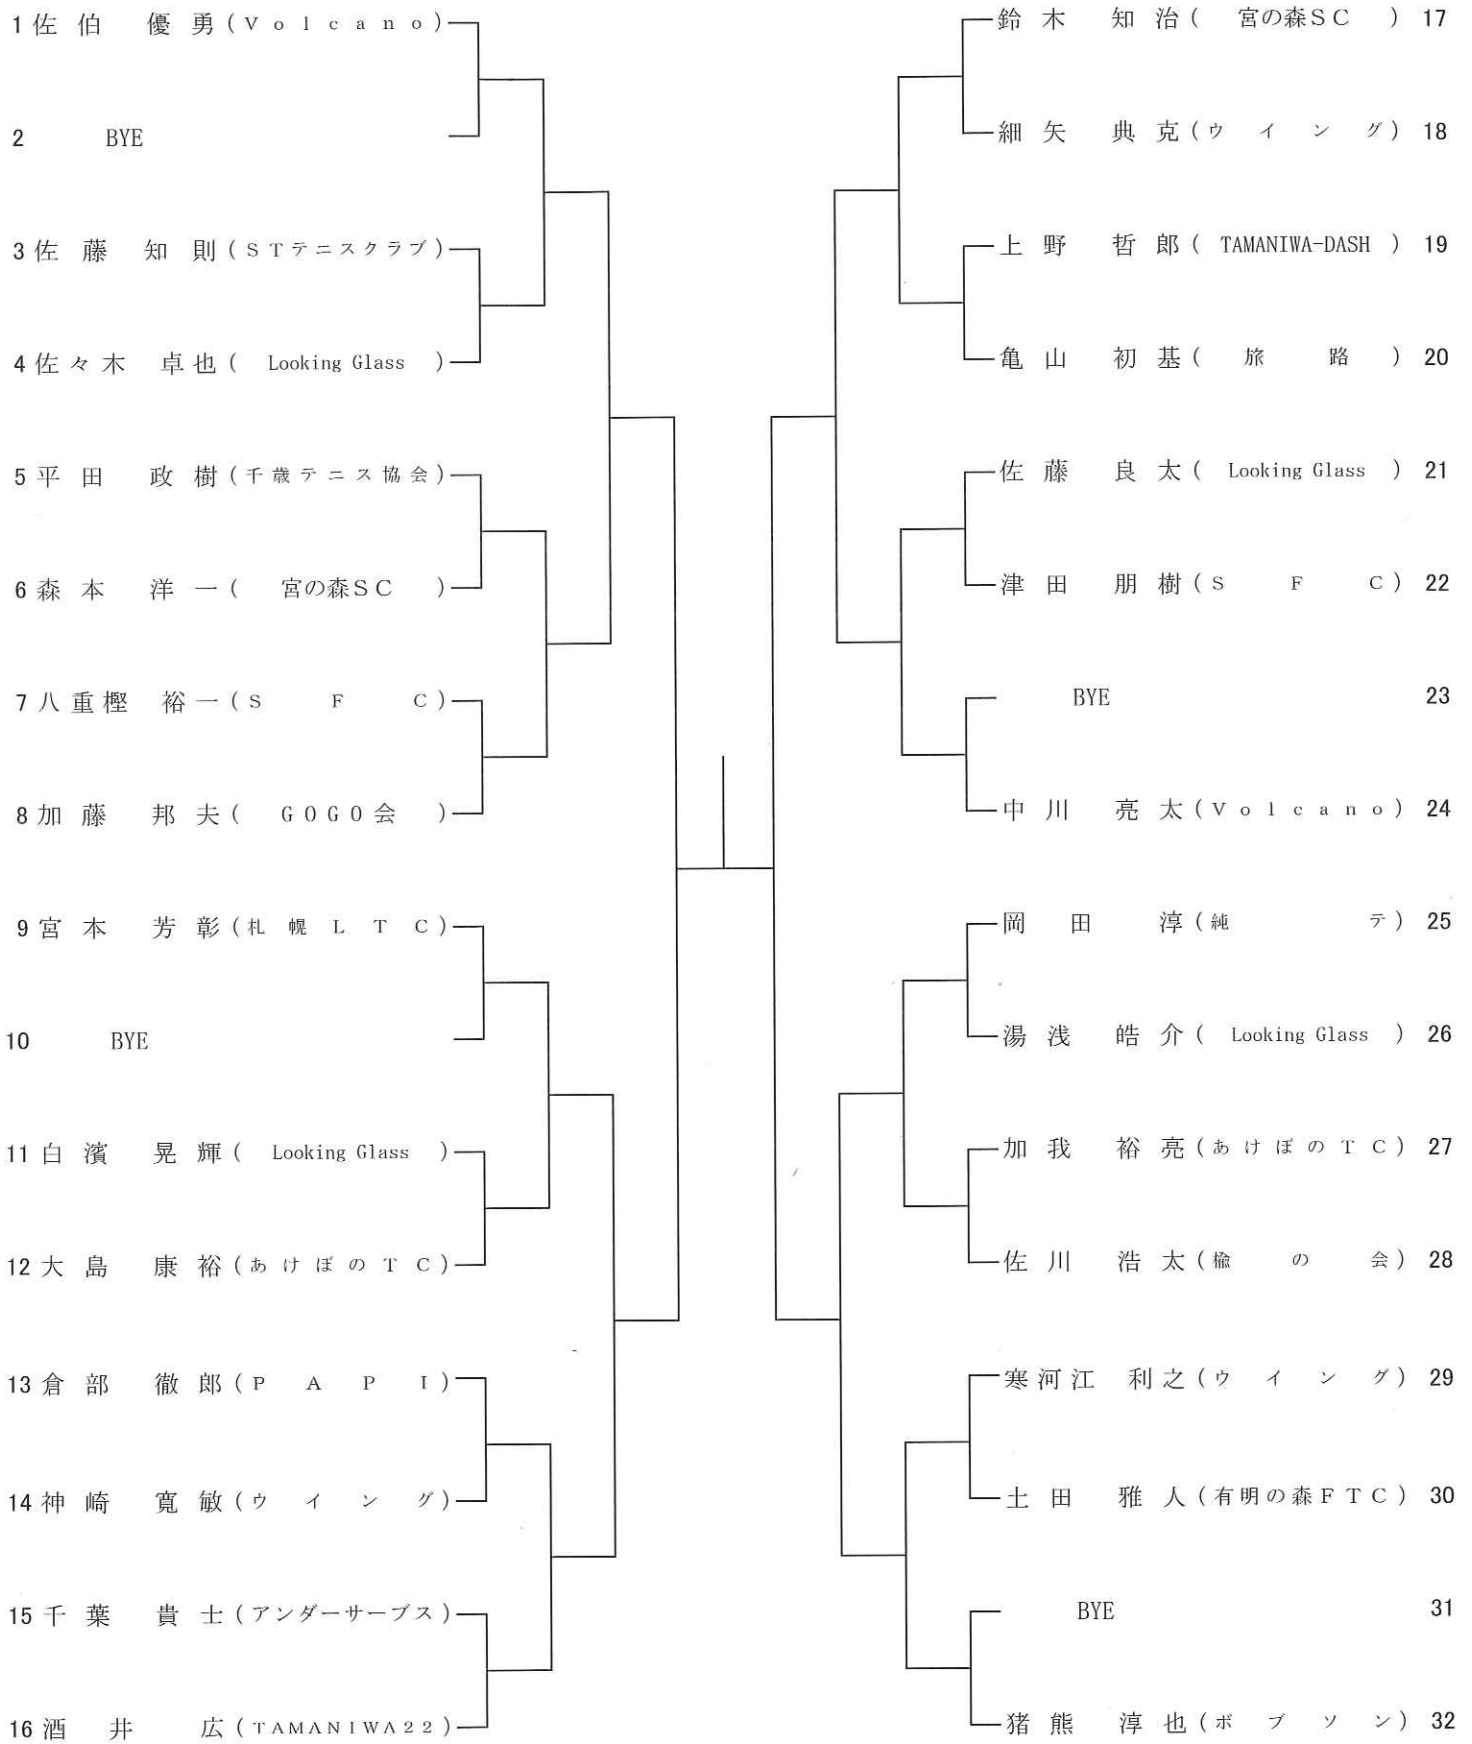 1 佐伯 優勇 (Volcano)
2 BYE
3 佐藤 知則 (STテニスクラブ)
4 佐々木 卓也 (Looking Glass)
5 平田 政樹 (千歳テニス協会)
6 森本 洋一 (宮の森SC)
7 八重樫 裕一 (SFC)
8 加藤 邦夫 (GOGO会)
9 宮本 芳彰 (札幌LTC)
10 BYE
11 白濱 晃輝 (Looking Glass)
12 大島 康裕 (あけぼのTC)
13 倉部 徹郎 (PAPI)
14 神崎 寛敏 (ウイング)
15 千葉 貴士 (アンダーサーブス)
16 酒井 広 (TAMANIWA22)
鈴木 知治 (宮の森SC) 17
細矢 典克 (ウイング) 18
上野 哲郎 (TAMANIWA-DASH) 19
亀山 初基 (旅路) 20
佐藤 良太 (Looking Glass) 21
津田 朋樹 (SFC) 22
BYE 23
中川 亮太 (Volcano) 24
岡田 淳 (純テ) 25
湯浅 皓介 (Looking Glass) 26
加我 裕亮 (あけぼのTC) 27
佐川 浩太 (楡の会) 28
寒河江 利之 (ウイング) 29
土田 雅人 (有明の森FTC) 30
BYE 31
猪熊 淳也 (ボブソン) 32